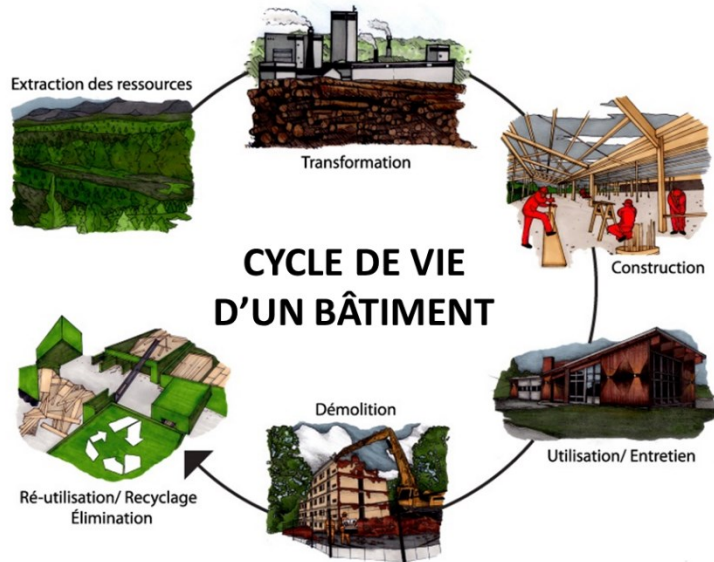 Extraction des ressources
Transformation
Construction
CYCLE DE VIE
D'UN BÂTIMENT
Utilisation/ Entretien
Démolition
Ré-utilisation/ Recyclage
Élimination